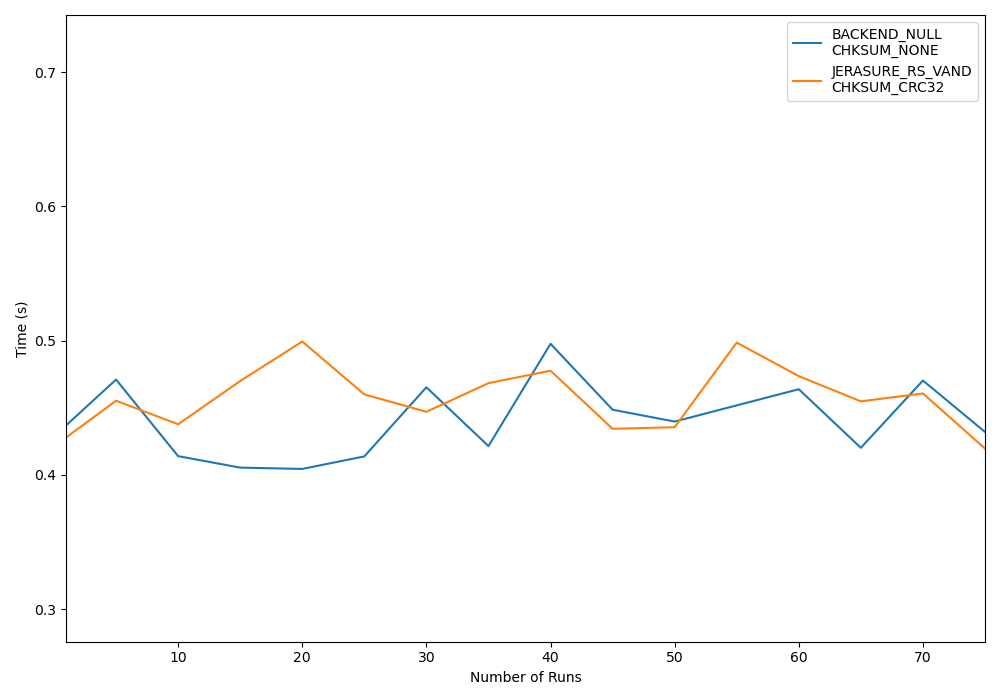 BACKEND_NULL
CHKSUM_NONE
JERASURE_RS_VAND
CHKSUM_CRC32
0.7
0.6
0.5
0.4
0.3
Time (s)
10 20 30 40 50 60 70
Number of Runs